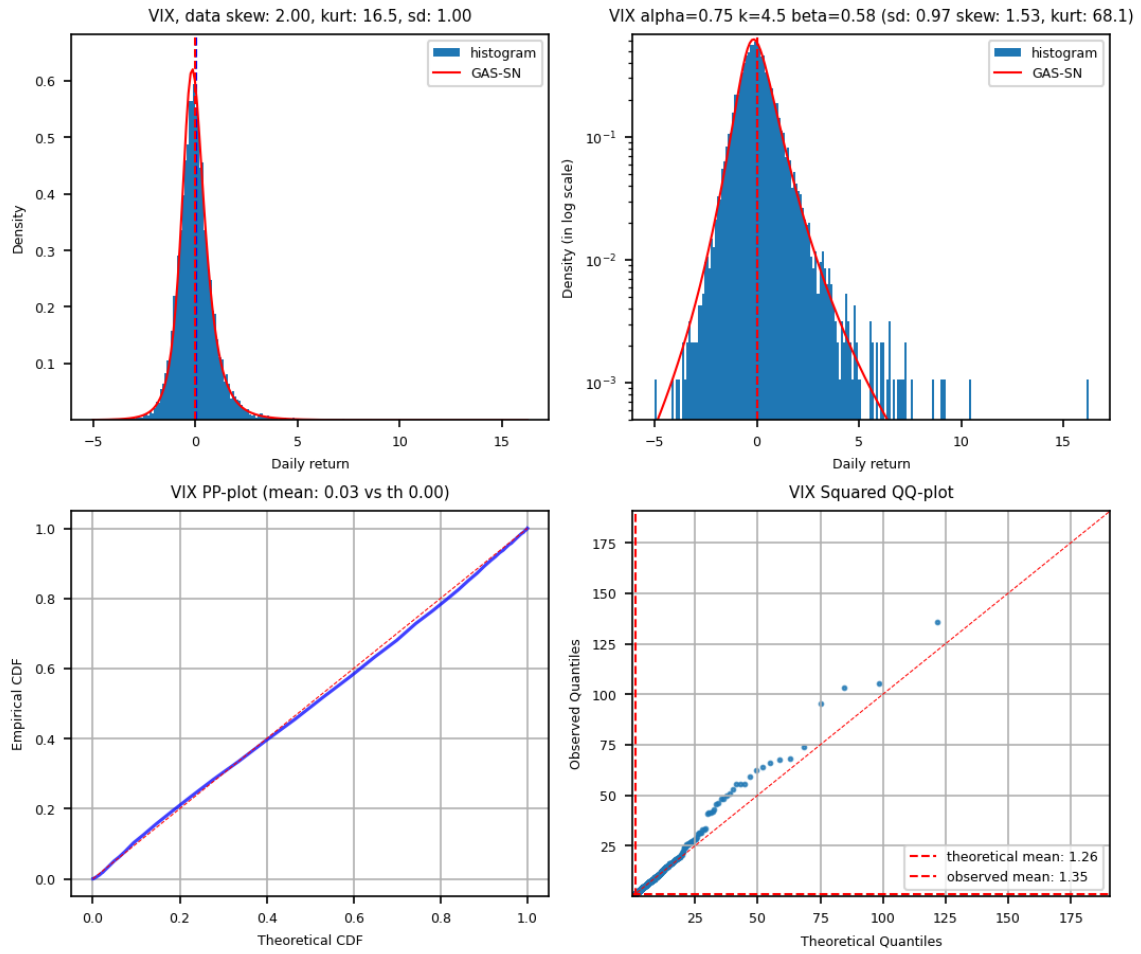 VIX, data skew: 2.00, kurt: 16.5, sd: 1.00
histogram
GAS-SN
0.6
0.5
0.4
0.3
0.2
0.1
Density
−5
0
5
10
15
Daily return
VIX alpha=0.75 k=4.5 beta=0.58 (sd: 0.97 skew: 1.53, kurt: 68.1)
histogram
GAS-SN
10−1
10−2
10−3
Density (in log scale)
−5
0
5
10
15
Daily return
VIX PP-plot (mean: 0.03 vs th 0.00)
1.0
0.8
0.6
0.4
0.2
0.0
Empirical CDF
0.0
0.2
0.4
0.6
0.8
1.0
Theoretical CDF
VIX Squared QQ-plot
175
150
125
100
75
50
25
Observed Quantiles
theoretical mean: 1.26
observed mean: 1.35
25
50
75
100
125
150
175
Theoretical Quantiles